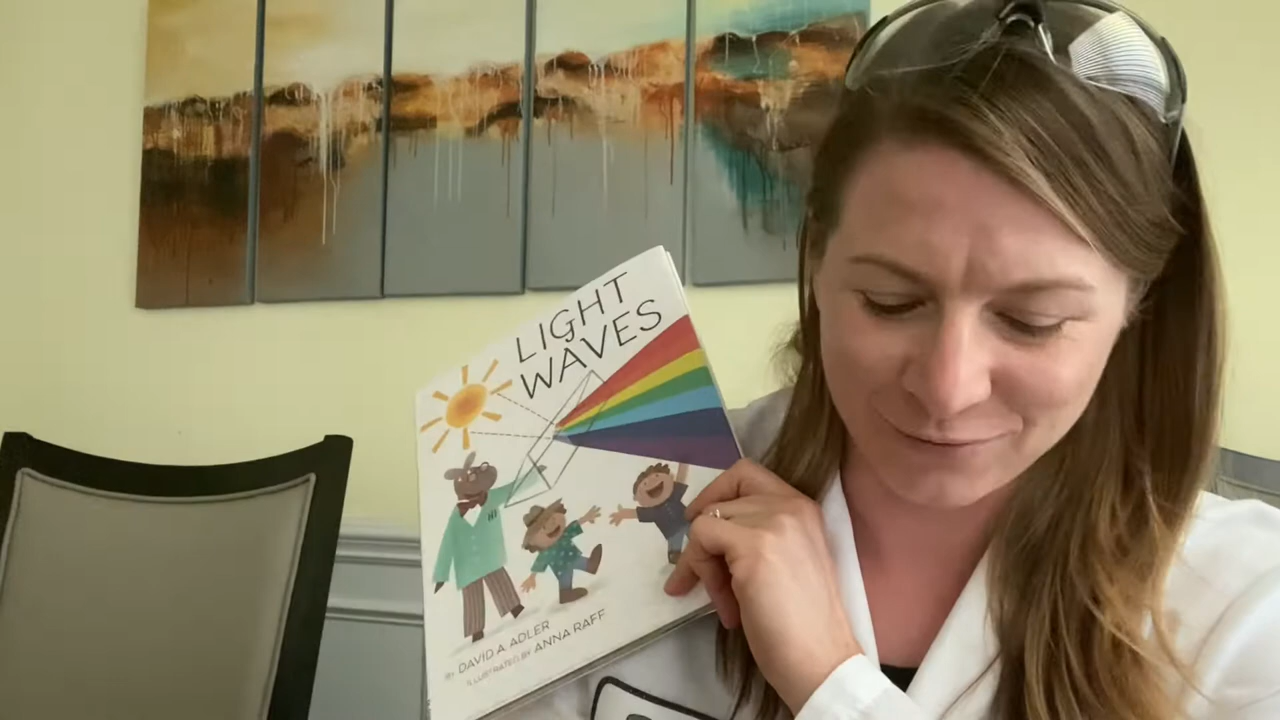 LIGHT
WAVES
BY DAVID A. ADLER
ILLUSTRATED BY ANNA RAFF